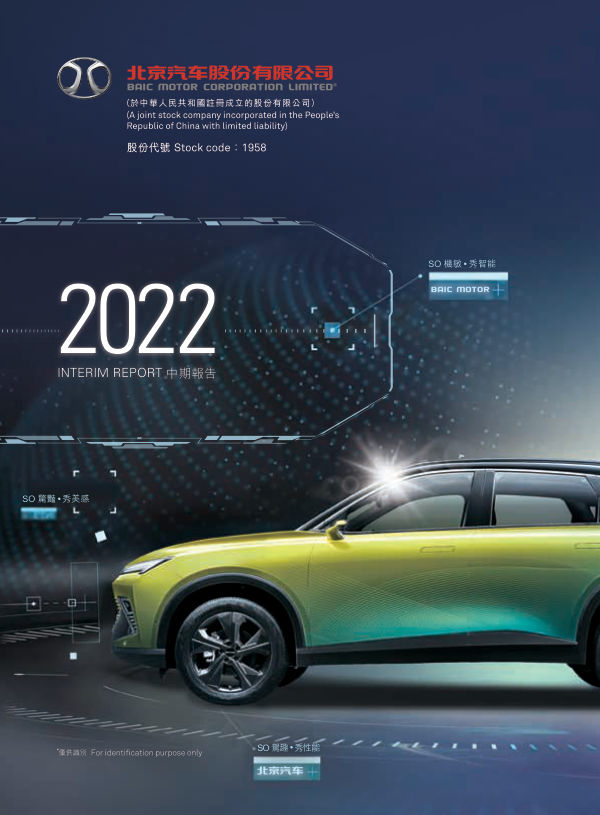 北京汽车股份有限公司
BAIC MOTOR CORPORATION LIMITED*
(於中華人民共和國註冊成立的股份有限公司)
(A joint stock company incorporated in the People's
Republic of China with limited liability)
股份代號 Stock code：1958
SO 機敏•秀智能
BAIC MOTOR
2022
INTERIM REPORT 中期報告
SO 驚豔•秀美感
SO 駕趣•秀性能
北京汽车
*僅供識別 For identification purpose only